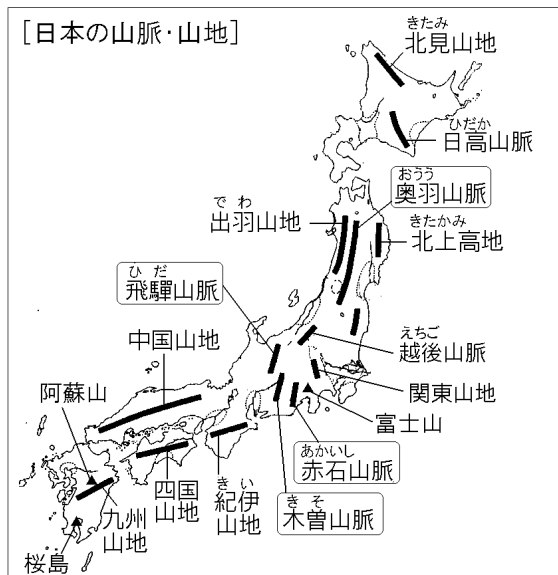 [日本の山脈・山地]
きたみ
北見山地
ひだか
日高山脈
おうう
奥羽山脈
でわ
出羽山地
きたかみ
北上高地
ひだ
飛驒山脈
えちご
越後山脈
中国山地
関東山地
阿蘇山
富士山
あかいし
赤石山脈
四国
山地
きい
紀伊
山地
きそ
木曽山脈
九州
山地
桜島